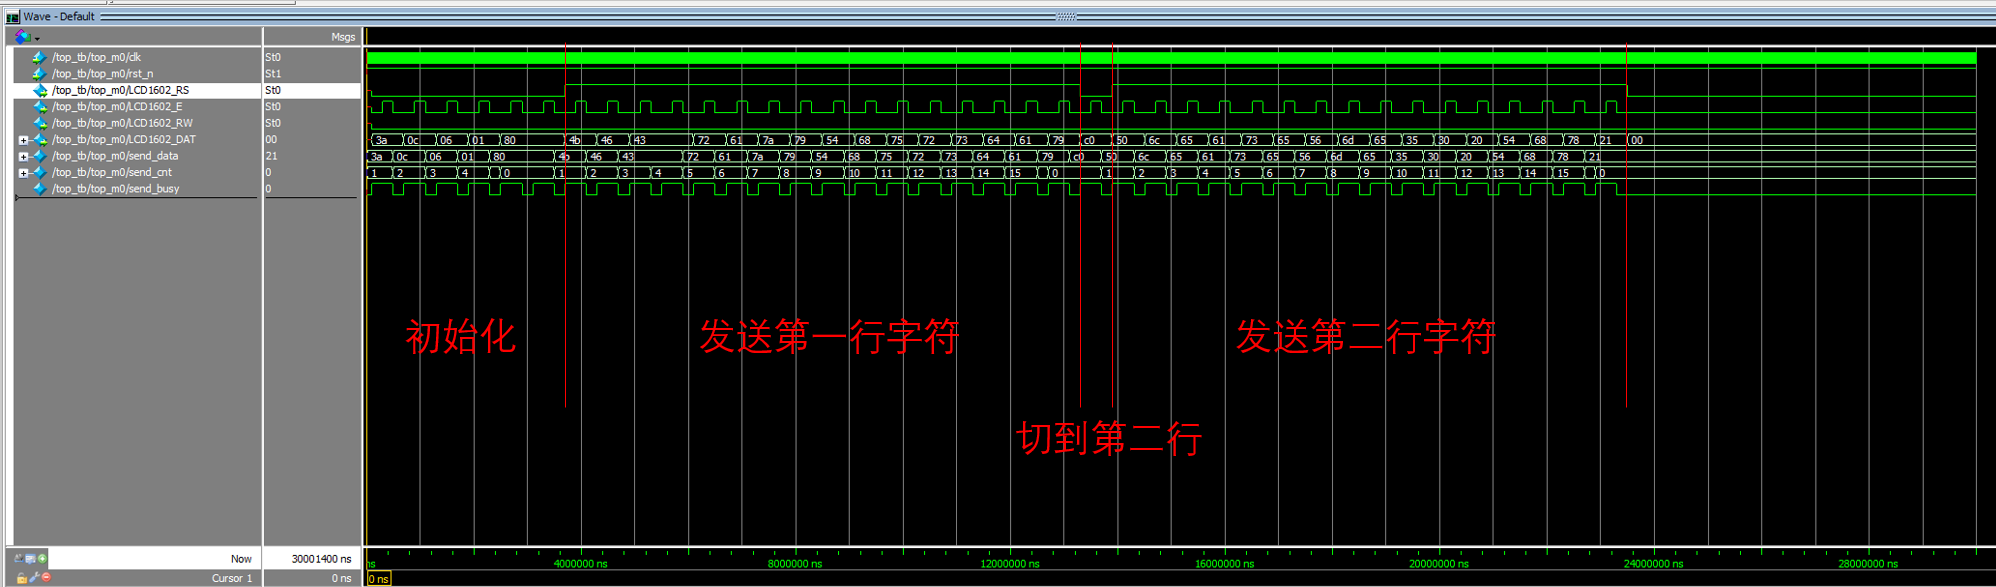 Wave - Default
Msgs
/top_tb/top_m0/clk St0
/top_tb/top_m0/rst_n St1
/top_tb/top_m0/LCD1602_RS St0
/top_tb/top_m0/LCD1602_E St0
/top_tb/top_m0/LCD1602_RW St0
/top_tb/top_m0/LCD1602_DAT 00 3a 0c 06 01 80 4b 46 43 72 61 7a 79 54 68 75 72 73 64 61 79 c0 50 6c 65 61 73 65 56 6d 65 35 30 20 54 68 78 21 00
/top_tb/top_m0/send_data 21 3a 0c 06 01 80 4b 46 43 72 61 7a 79 54 68 75 72 73 64 61 79 c0 50 6c 65 61 73 65 56 6d 65 35 30 20 54 68 78 21
/top_tb/top_m0/send_cnt 0 1 2 3 4 0 1 2 3 4 5 6 7 8 9 10 11 12 13 14 15 0 1 2 3 4 5 6 7 8 9 10 11 12 13 14 15 0
/top_tb/top_m0/send_busy 0
初始化 发送第一行字符 发送第二行字符
切到第二行
Now 30001400 ns ns 4000000 ns 8000000 ns 12000000 ns 16000000 ns 20000000 ns 24000000 ns 28000000 ns
Cursor 1 0 ns 0 ns